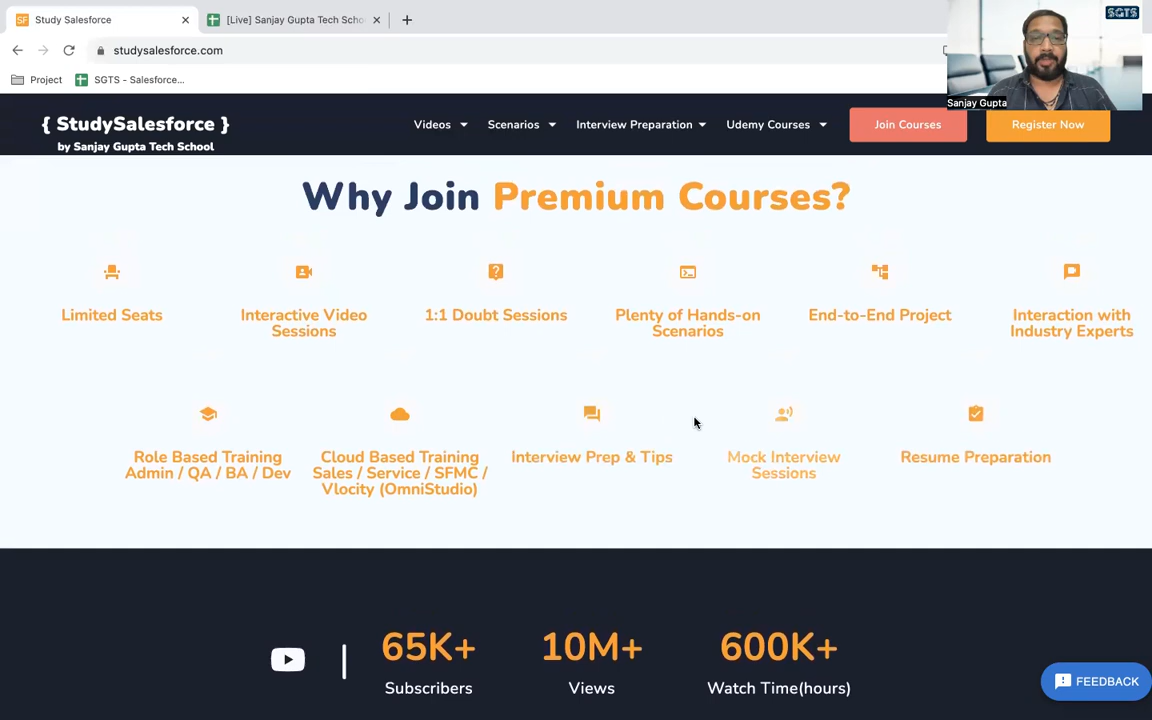 Study Salesforce
[Live] Sanjay Gupta Tech Scho
studysalesforce.com
Project
SGTS - Salesforce...
SGTS
Sanjay Gupta
{ StudySalesforce }
by Sanjay Gupta Tech School
Videos
Scenarios
Interview Preparation
Udemy Courses
Join Courses
Register Now
Why Join Premium Courses?
Limited Seats
Interactive Video
Sessions
1:1 Doubt Sessions
Plenty of Hands-on
Scenarios
End-to-End Project
Interaction with
Industry Experts
Role Based Training
Admin / QA / BA / Dev
Cloud Based Training
Sales / Service / SFMC /
Vlocity (OmniStudio)
Interview Prep & Tips
Mock Interview
Sessions
Resume Preparation
65K+
Subscribers
10M+
Views
600K+
Watch Time(hours)
FEEDBACK